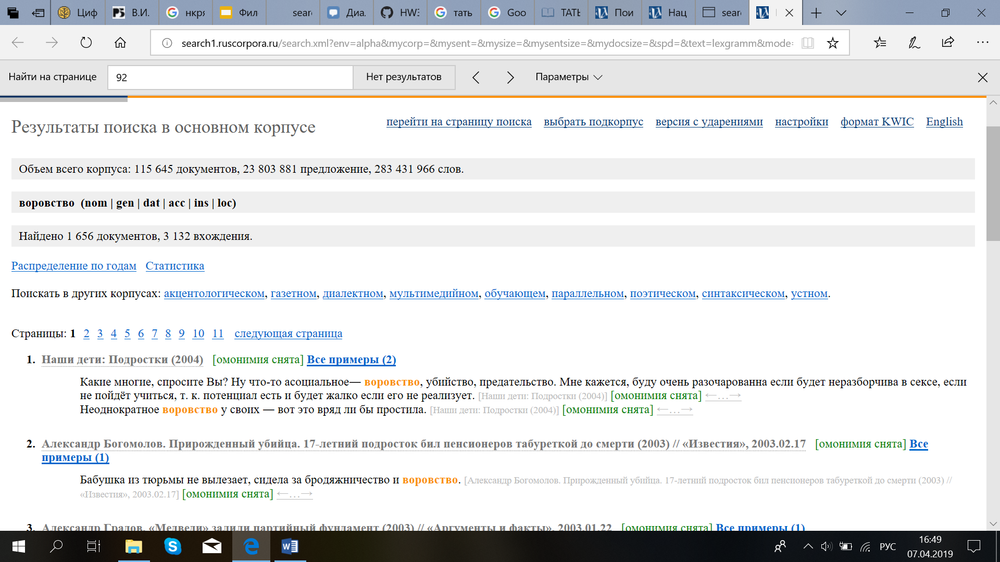 Циф
В.И.
нкря
Фил
sear
Диа.
HW3
тать
Goo
ТАТЬ
Пои
Нац
sear
search1.ruscorpora.ru/search.xml?env=alpha&mycorp=&mysent=&mysize=&mysentsize=&mydocsize=&spd=&text=lexgramm&mode=
Найти на странице 92 Нет результатов Параметры
Результаты поиска в основном корпусе
перейти на страницу поиска выбрать подкорпус версия с ударениями настройки формат KWIC English
Объем всего корпуса: 115 645 документов, 23 803 881 предложение, 283 431 966 слов.
воровство (nom | gen | dat | acc | ins | loc)
Найдено 1 656 документов, 3 132 вхождения.
Распределение по годам Статистика
Поискать в других корпусах: акцентологическом, газетном, диалектном, мультимедийном, обучающем, параллельном, поэтическом, синтаксическом, устном.
Страницы: 1 2 3 4 5 6 7 8 9 10 11 следующая страница
1. Наши дети: Подростки (2004) [омонимия снята] Все примеры (2)
Какие многие, спросите Вы? Ну что-то асоциальное― воровство, убийство, предательство. Мне кажется, буду очень разочарованна если будет неразборчива в сексе, если
не пойдёт учиться, т. к. потенциал есть и будет жалко если его не реализует. [Наши дети: Подростки (2004)] [омонимия снята] ←…→
Неоднократное воровство у своих ― вот это вряд ли бы простила. [Наши дети: Подростки (2004)] [омонимия снята] ←…→
2. Александр Богомолов. Прирожденный убийца. 17-летний подросток бил пенсионеров табуреткой до смерти (2003) // «Известия», 2003.02.17 [омонимия снята] Все
примеры (1)
Бабушка из тюрьмы не вылезает, сидела за бродяжничество и воровство. [Александр Богомолов. Прирожденный убийца. 17-летний подросток бил пенсионеров табуреткой до смерти (2003) //
«Известия», 2003.02.17] [омонимия снята] ←…→
3. Александр Градов. «Медведи» залили партийный фундамент (2003) // «Аргументы и факты», 2003.01.22 [омонимия снята] Все примеры (1)
РУС
16:49
07.04.2019